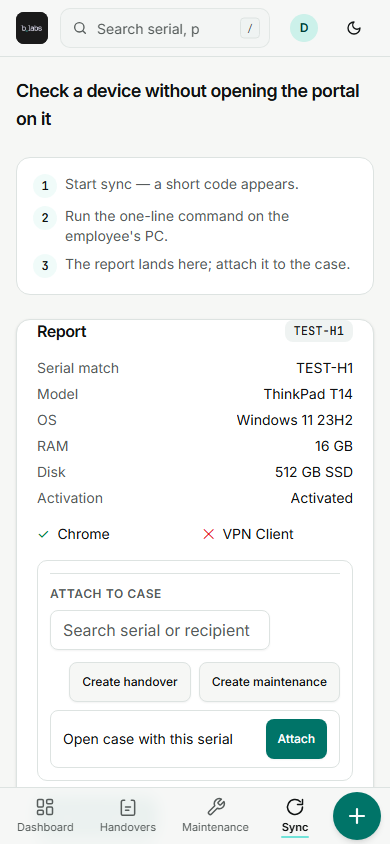 b_labs
Search serial, p
/
D
Check a device without opening the portal
on it
1 Start sync — a short code appears.
2 Run the one-line command on the
employee's PC.
3 The report lands here; attach it to the case.
Report TEST-H1
Serial match TEST-H1
Model ThinkPad T14
OS Windows 11 23H2
RAM 16 GB
Disk 512 GB SSD
Activation Activated
Chrome VPN Client
ATTACH TO CASE
Search serial or recipient
Create handover Create maintenance
Open case with this serial Attach
Dashboard Handovers Maintenance Sync